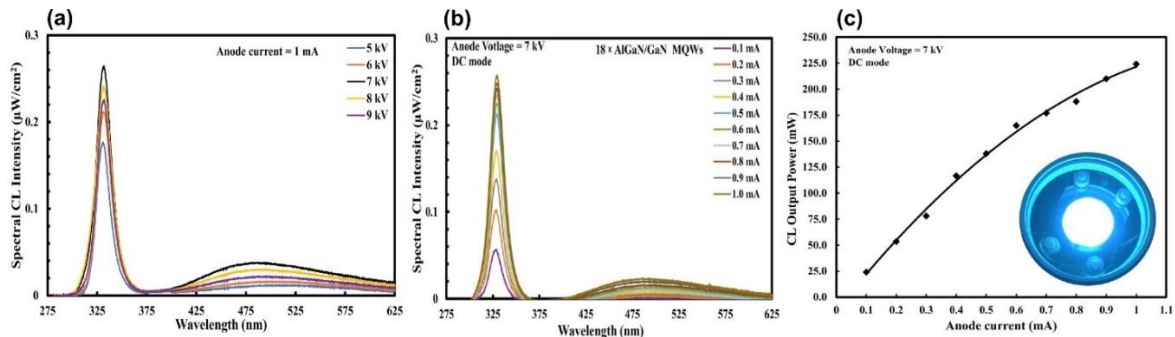 (a)
0.3
0.2
0.1
0
Spectral CL Intensity (µW/cm²)
Anode current = 1 mA
5 kV
6 kV
7 kV
8 kV
9 kV
275 325 375 425 475 525 575 625
Wavelength (nm)
(b)
0.3
0.2
0.1
0
Spectral CL Intensity (µW/cm²)
Anode Votlage = 7 kV
DC mode
18 x AlGaN/GaN MQWs
0.1 mA
0.2 mA
0.3 mA
0.4 mA
0.5 mA
0.6 mA
0.7 mA
0.8 mA
0.9 mA
1.0 mA
275 325 375 425 475 525 575 625
Wavelength (nm)
(c)
250.0
225.0
200.0
175.0
150.0
125.0
100.0
75.0
50.0
25.0
0.0
CL Output Power (mW)
Anode Voltage = 7 kV
DC mode
0 0.1 0.2 0.3 0.4 0.5 0.6 0.7 0.8 0.9 1 1.1
Anode current (mA)